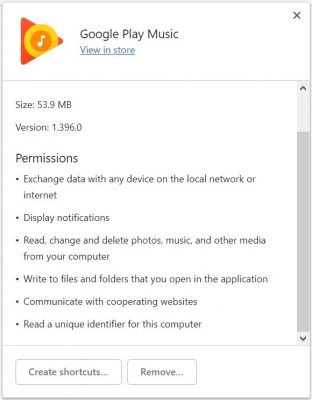 Google Play Music
View in store
Size: 53.9 MB
Version: 1.396.0
Permissions
• Exchange data with any device on the local network or
internet
• Display notifications
• Read, change and delete photos, music, and other media
from your computer
• Write to files and folders that you open in the application
• Communicate with cooperating websites
• Read a unique identifier for this computer
Create shortcuts... Remove...